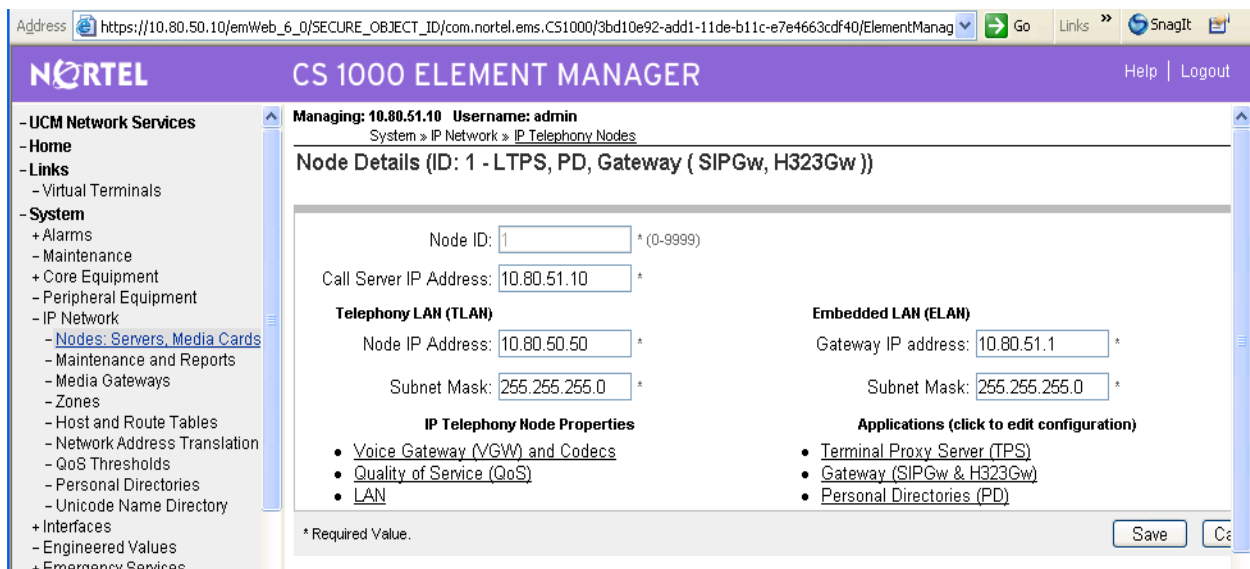 Address https://10.80.50.10/emWeb_6_0/SECURE_OBJECT_ID/com.nortel.ems.CS1000/3bd10e92-add1-11de-b11c-e7e4663cdf40/ElementManag Go Links » SnagIt
NORTEL CS 1000 ELEMENT MANAGER Help | Logout
- UCM Network Services
- Home
- Links
- Virtual Terminals
- System
+ Alarms
- Maintenance
+ Core Equipment
- Peripheral Equipment
- IP Network
- Nodes: Servers, Media Cards
- Maintenance and Reports
- Media Gateways
- Zones
- Host and Route Tables
- Network Address Translation
- QoS Thresholds
- Personal Directories
- Unicode Name Directory
+ Interfaces
- Engineered Values
+ Emergency Services
Managing: 10.80.51.10 Username: admin
System » IP Network » IP Telephony Nodes
Node Details (ID: 1 - LTPS, PD, Gateway ( SIPGw, H323Gw ))
Node ID: 1 * (0-9999)
Call Server IP Address: 10.80.51.10 *
Telephony LAN (TLAN)
Node IP Address: 10.80.50.50 *
Subnet Mask: 255.255.255.0 *
Embedded LAN (ELAN)
Gateway IP address: 10.80.51.1 *
Subnet Mask: 255.255.255.0 *
IP Telephony Node Properties
• Voice Gateway (VGW) and Codecs
• Quality of Service (QoS)
• LAN
Applications (click to edit configuration)
• Terminal Proxy Server (TPS)
• Gateway (SIPGw & H323Gw)
• Personal Directories (PD)
* Required Value.
Save Ca